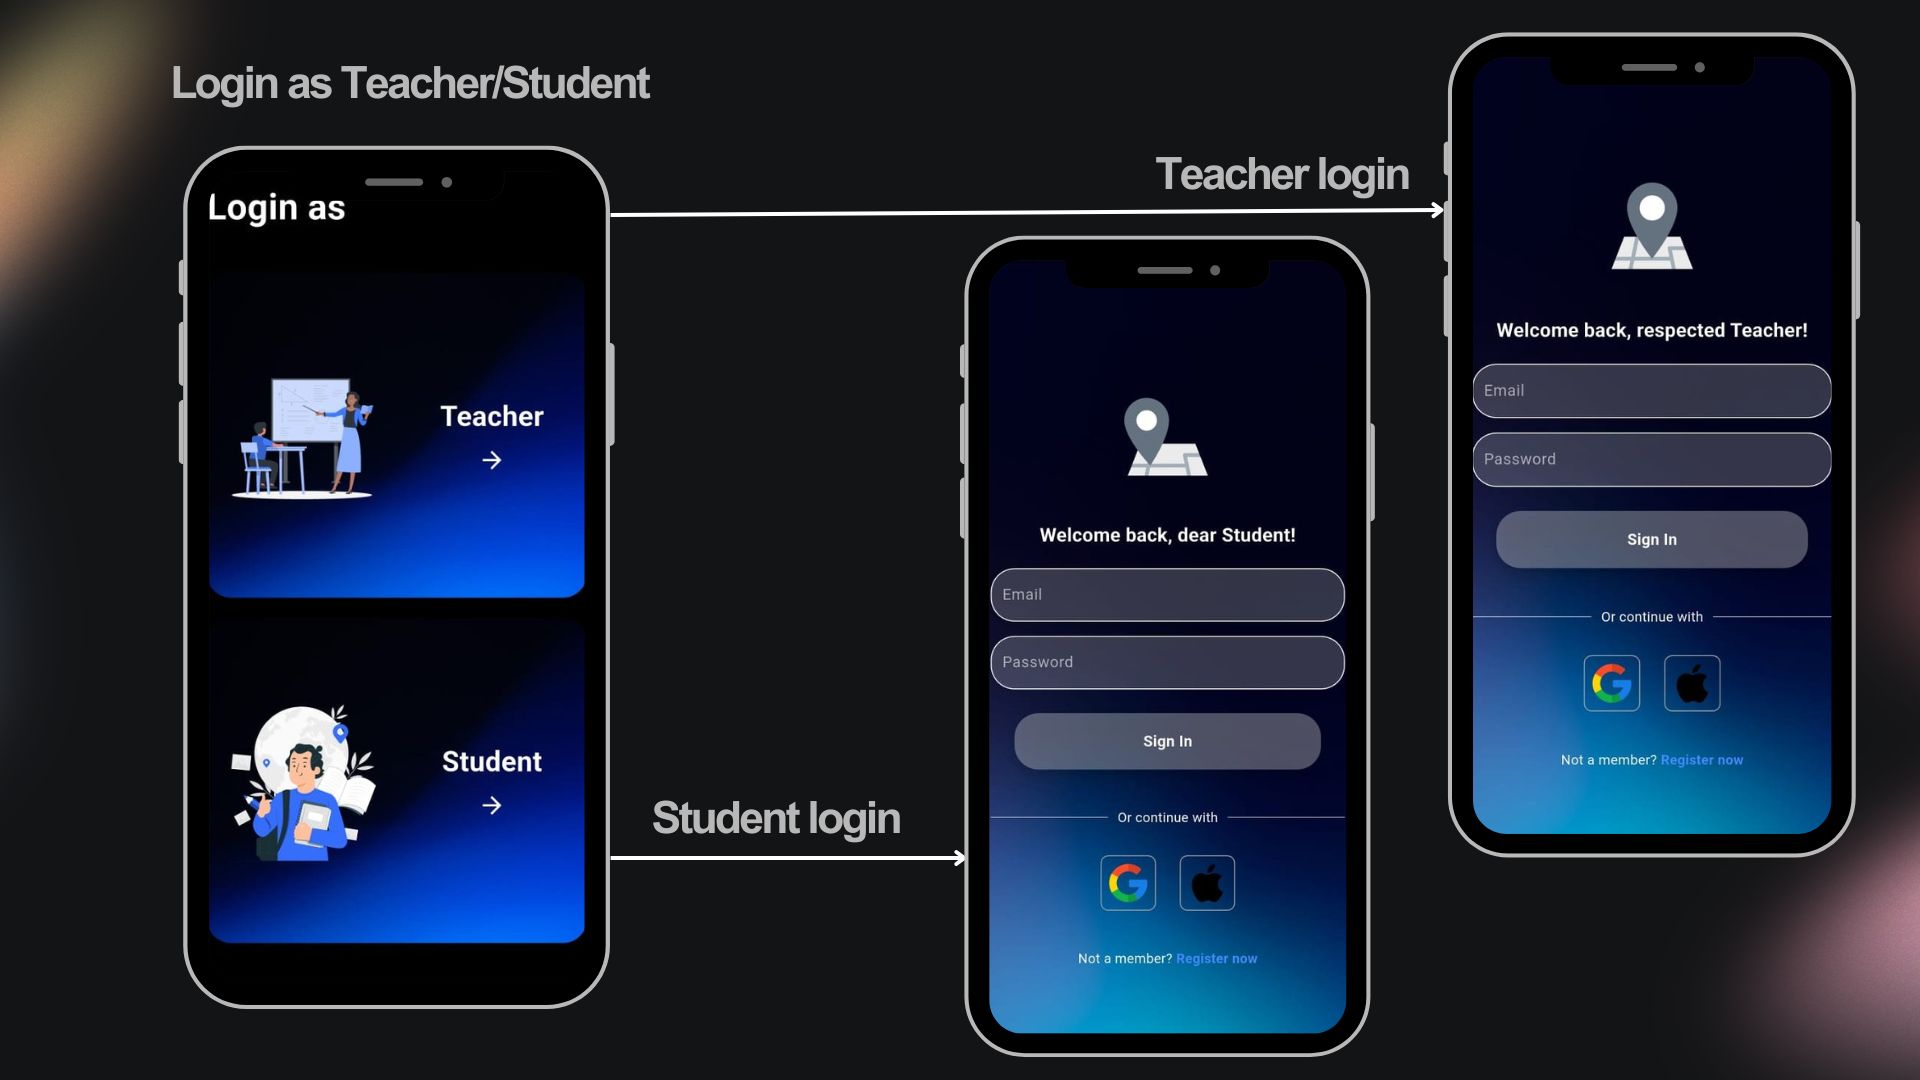 Login as Teacher/Student
Login as
Teacher
Student
Student login
Teacher login
Welcome back, dear Student!
Email
Password
Sign In
Or continue with
Not a member? Register now
Welcome back, respected Teacher!
Email
Password
Sign In
Or continue with
Not a member? Register now